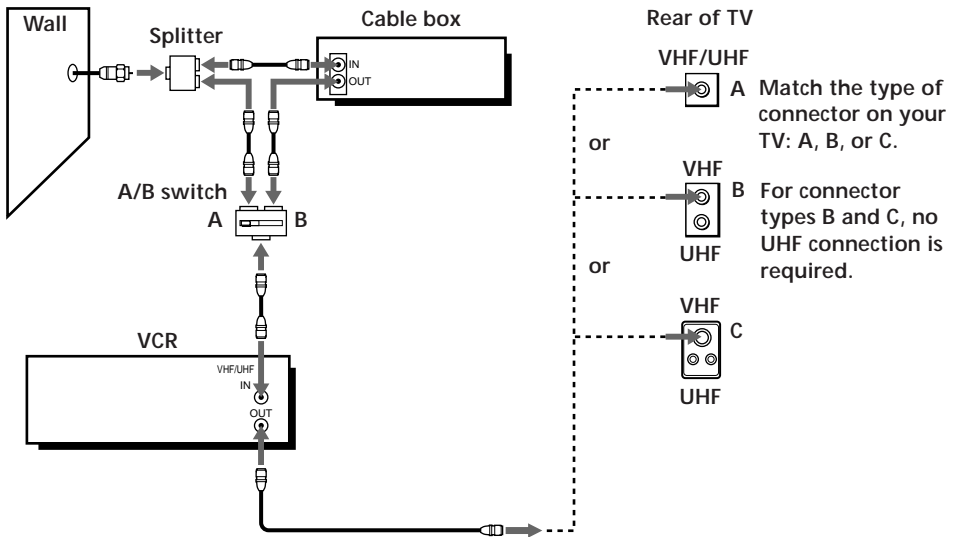 Wall
Splitter
Cable box
IN
OUT
A/B switch
A
B
VCR
VHF/UHF
IN
OUT
Rear of TV
VHF/UHF
A
Match the type of
connector on your
TV: A, B, or C.
or
VHF
B
UHF
For connector
types B and C, no
UHF connection is
required.
or
VHF
C
UHF